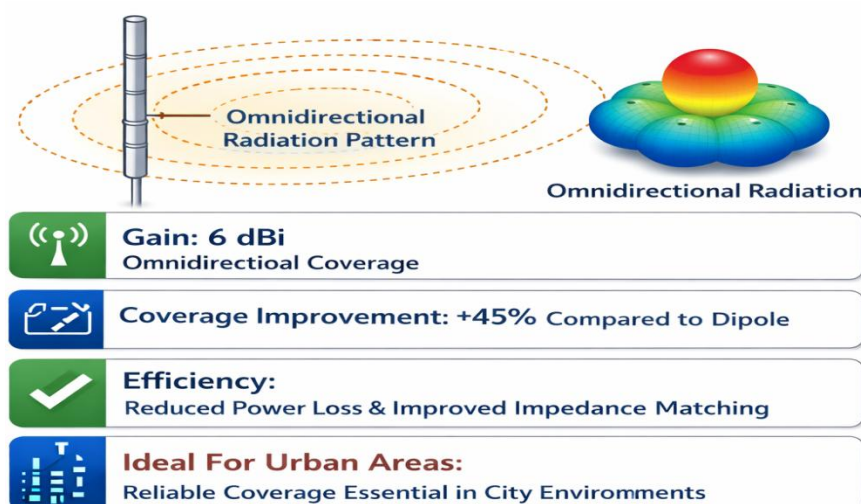 Omnidirectional
Radiation Pattern
Omnidirectional Radiation
Gain: 6 dBi
Omnidirectioal Coverage
Coverage Improvement: +45% Compared to Dipole
Efficiency:
Reduced Power Loss & Improved Impedance Matching
Ideal For Urban Areas:
Reliable Coverage Essential in City Enviromments